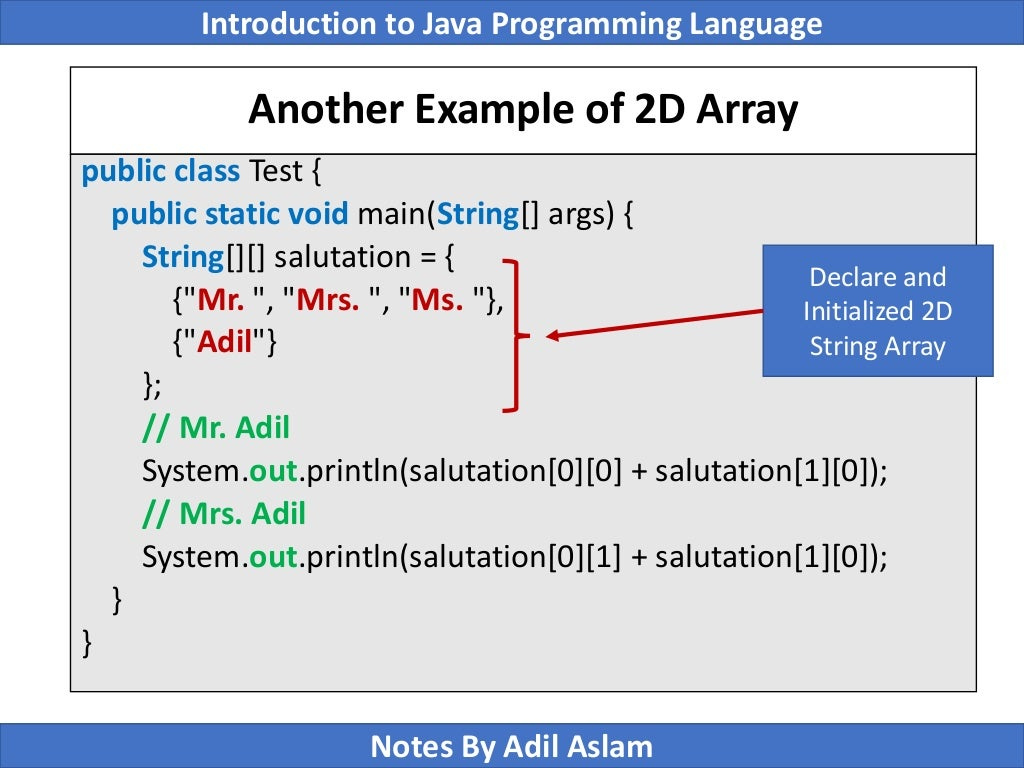 Introduction to Java Programming Language
Another Example of 2D Array
public class Test {
public static void main(String[] args) {
String[][] salutation = {
{"Mr. ", "Mrs. ", "Ms. "},
{"Adil"}
};
// Mr. Adil
System.out.println(salutation[0][0] + salutation[1][0]);
// Mrs. Adil
System.out.println(salutation[0][1] + salutation[1][0]);
}
}
Declare and
Initialized 2D
String Array
Notes By Adil Aslam